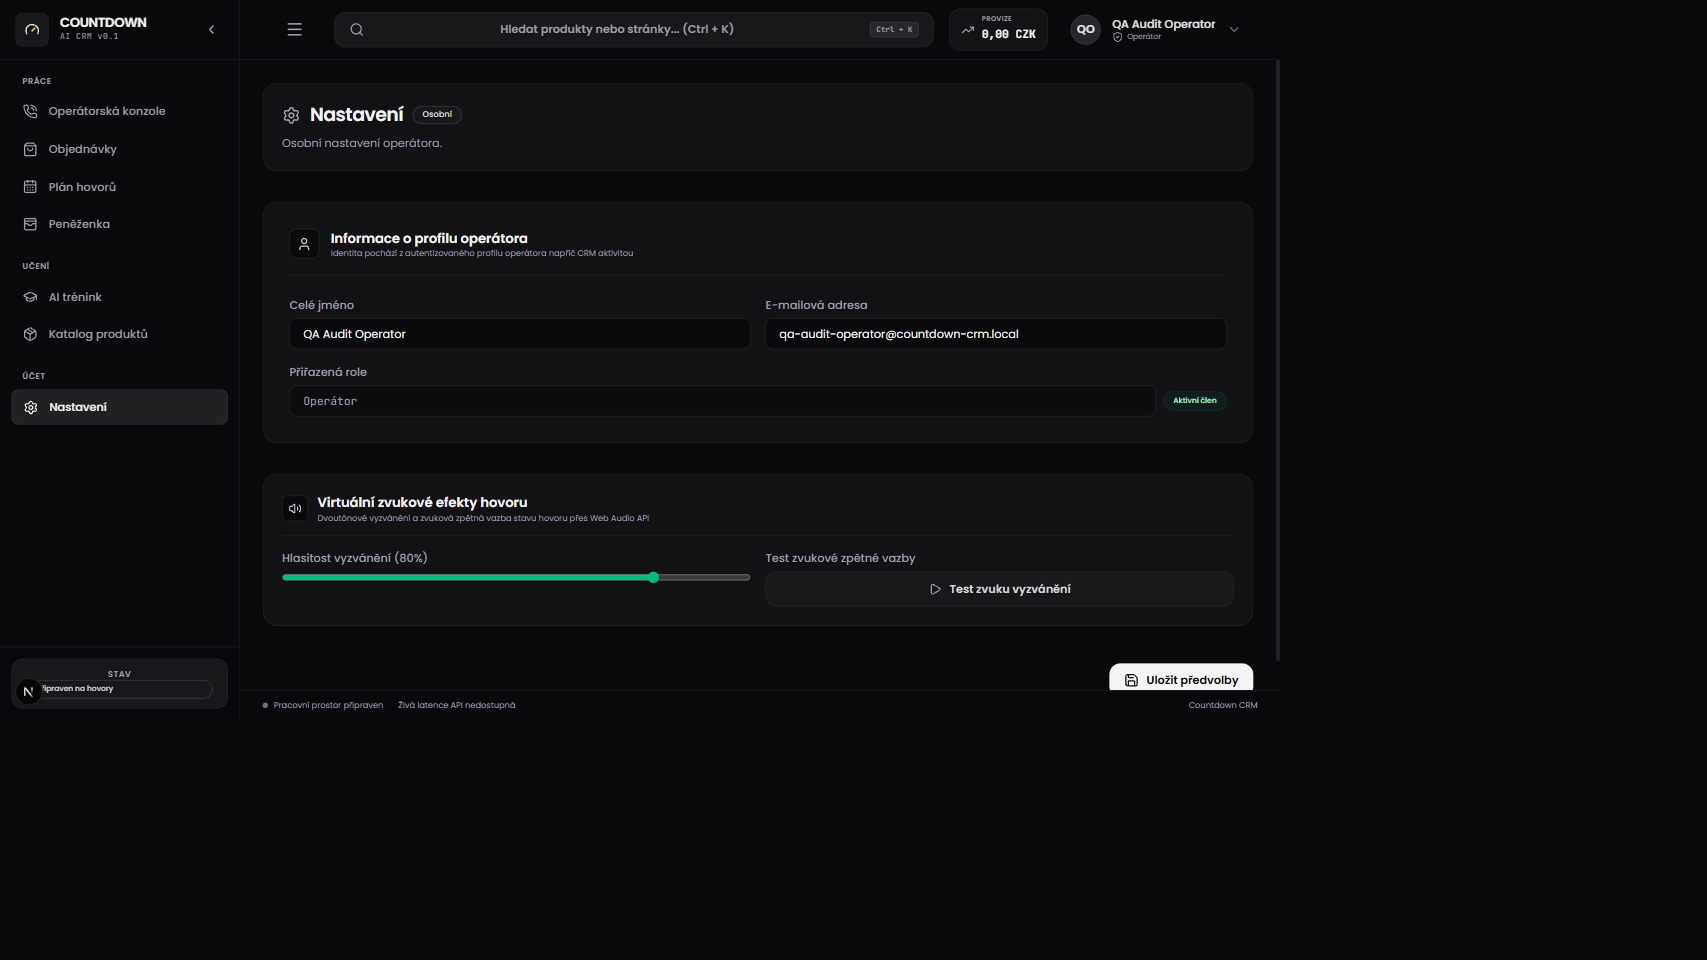 COUNTDOWN
AI CRM v0.1
Hledat produkty nebo stránky... (Ctrl + K)
Ctrl + K
PROVIZE
0,00 CZK
QO
QA Audit Operator
Operátor
PRÁCE
Operátorská konzole
Objednávky
Plán hovorů
Peněženka
UČENÍ
AI trénink
Katalog produktů
ÚČET
Nastavení
STAV
N
na hovory
Nastavení
Osobní
Osobní nastavení operátora.
Informace o profilu operátora
Identita pochází z autentizovaného profilu operátora napříč CRM aktivitou
Celé jméno
QA Audit Operator
E-mailová adresa
qa-audit-operator@countdown-crm.local
Přiřazená role
Operátor
Aktivní člen
Virtuální zvukové efekty hovoru
Dvoutónové vyzvánění a zvuková zpětná vazba stavu hovoru přes Web Audio API
Hlasitost vyzvánění (80%)
Test zvukové zpětné vazby
Test zvuku vyzvánění
Uložit předvolby
Pracovní prostor připraven
Živá latence API nedostupná
Countdown CRM